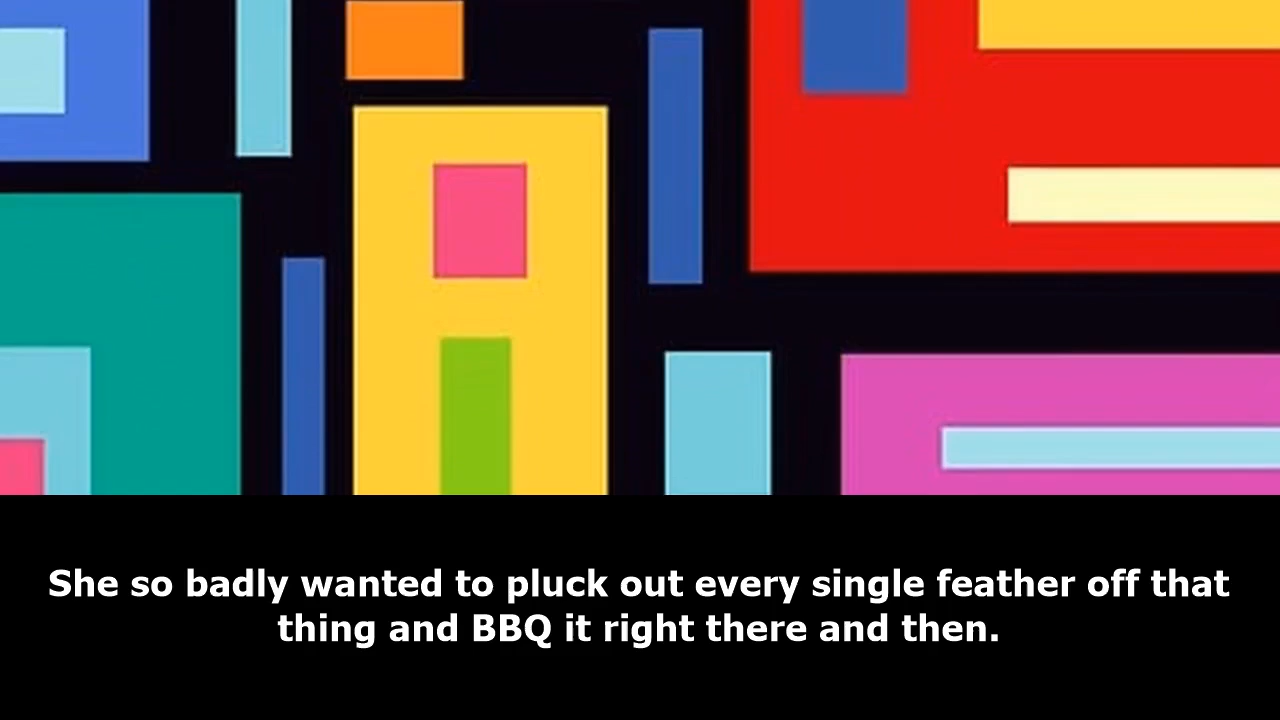 She so badly wanted to pluck out every single feather off that
thing and BBQ it right there and then.